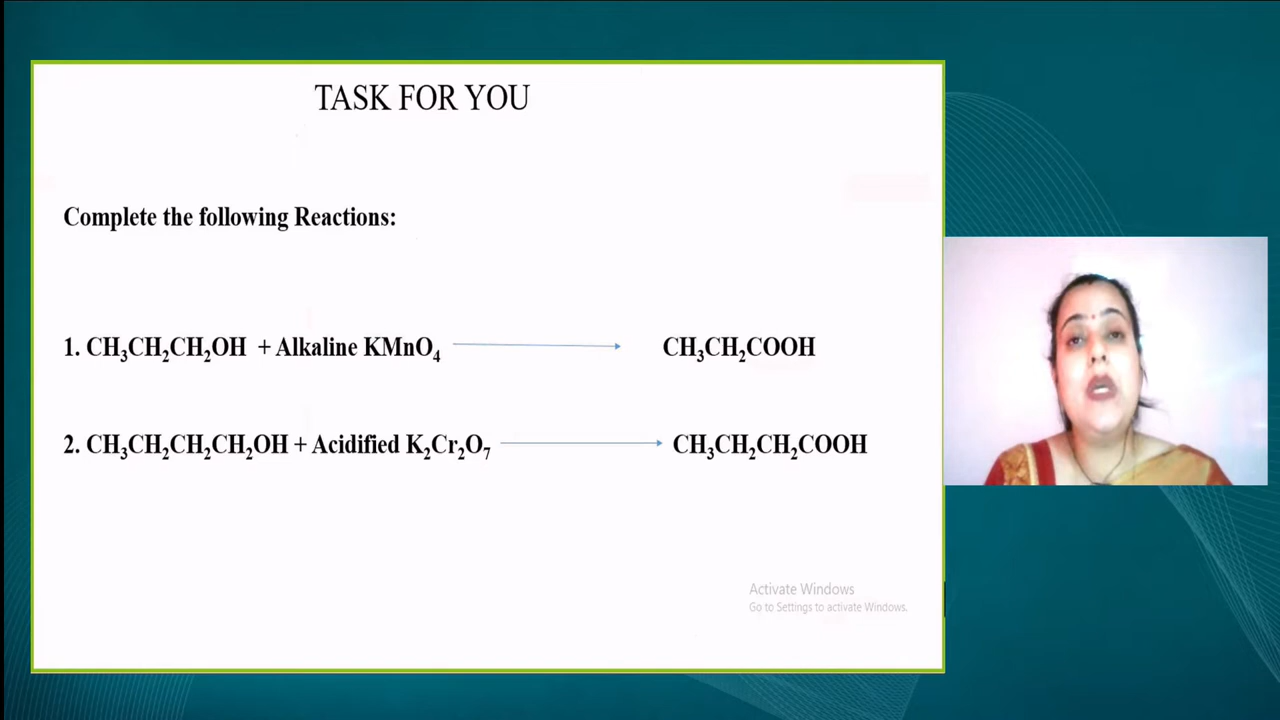 TASK FOR YOU
Complete the following Reactions:
1. CH₃CH₂CH₂OH + Alkaline KMnO₄ → CH₃CH₂COOH
2. CH₃CH₂CH₂CH₂OH + Acidified K₂Cr₂O₇ → CH₃CH₂CH₂COOH
Activate Windows
Go to Settings to activate Windows.